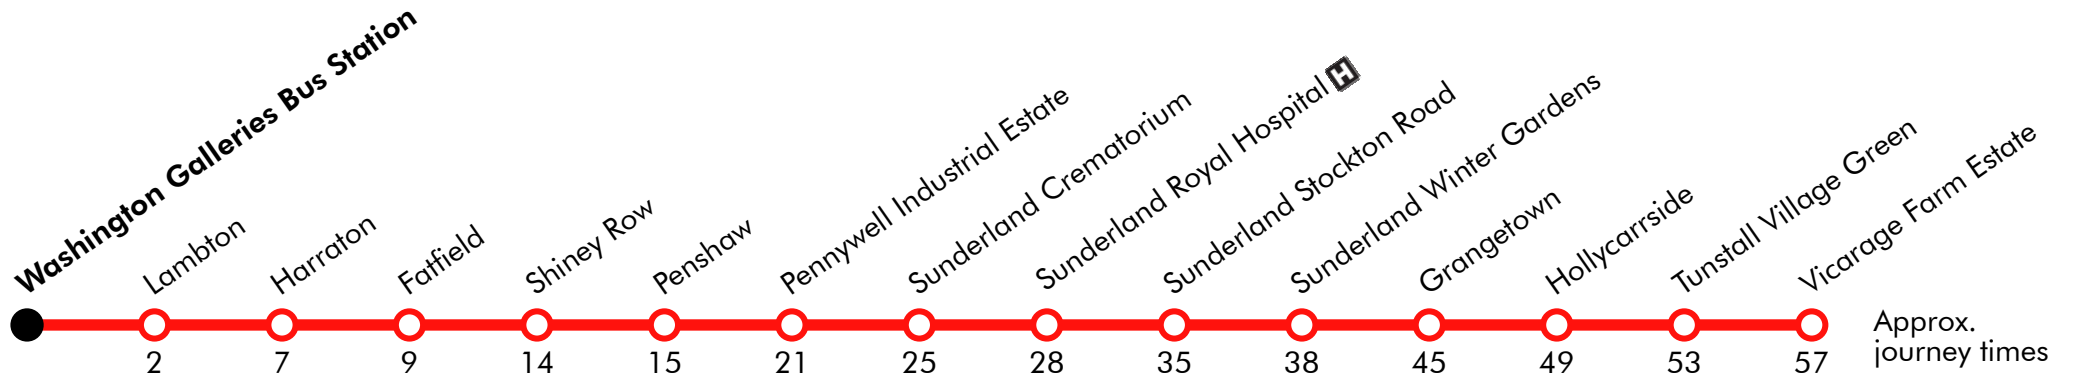 Washington Galleries Bus Station
Lambton
Harraton
Fatfield
Shiney Row
Penshaw
Pennywell Industrial Estate
Sunderland Crematorium
Sunderland Royal Hospital H
Sunderland Stockton Road
Sunderland Winter Gardens
Grangetown
Hollycarrside
Tunstall Village Green
Vicarage Farm Estate
2 7 9 14 15 21 25 28 35 38 45 49 53 57
Approx.
journey times